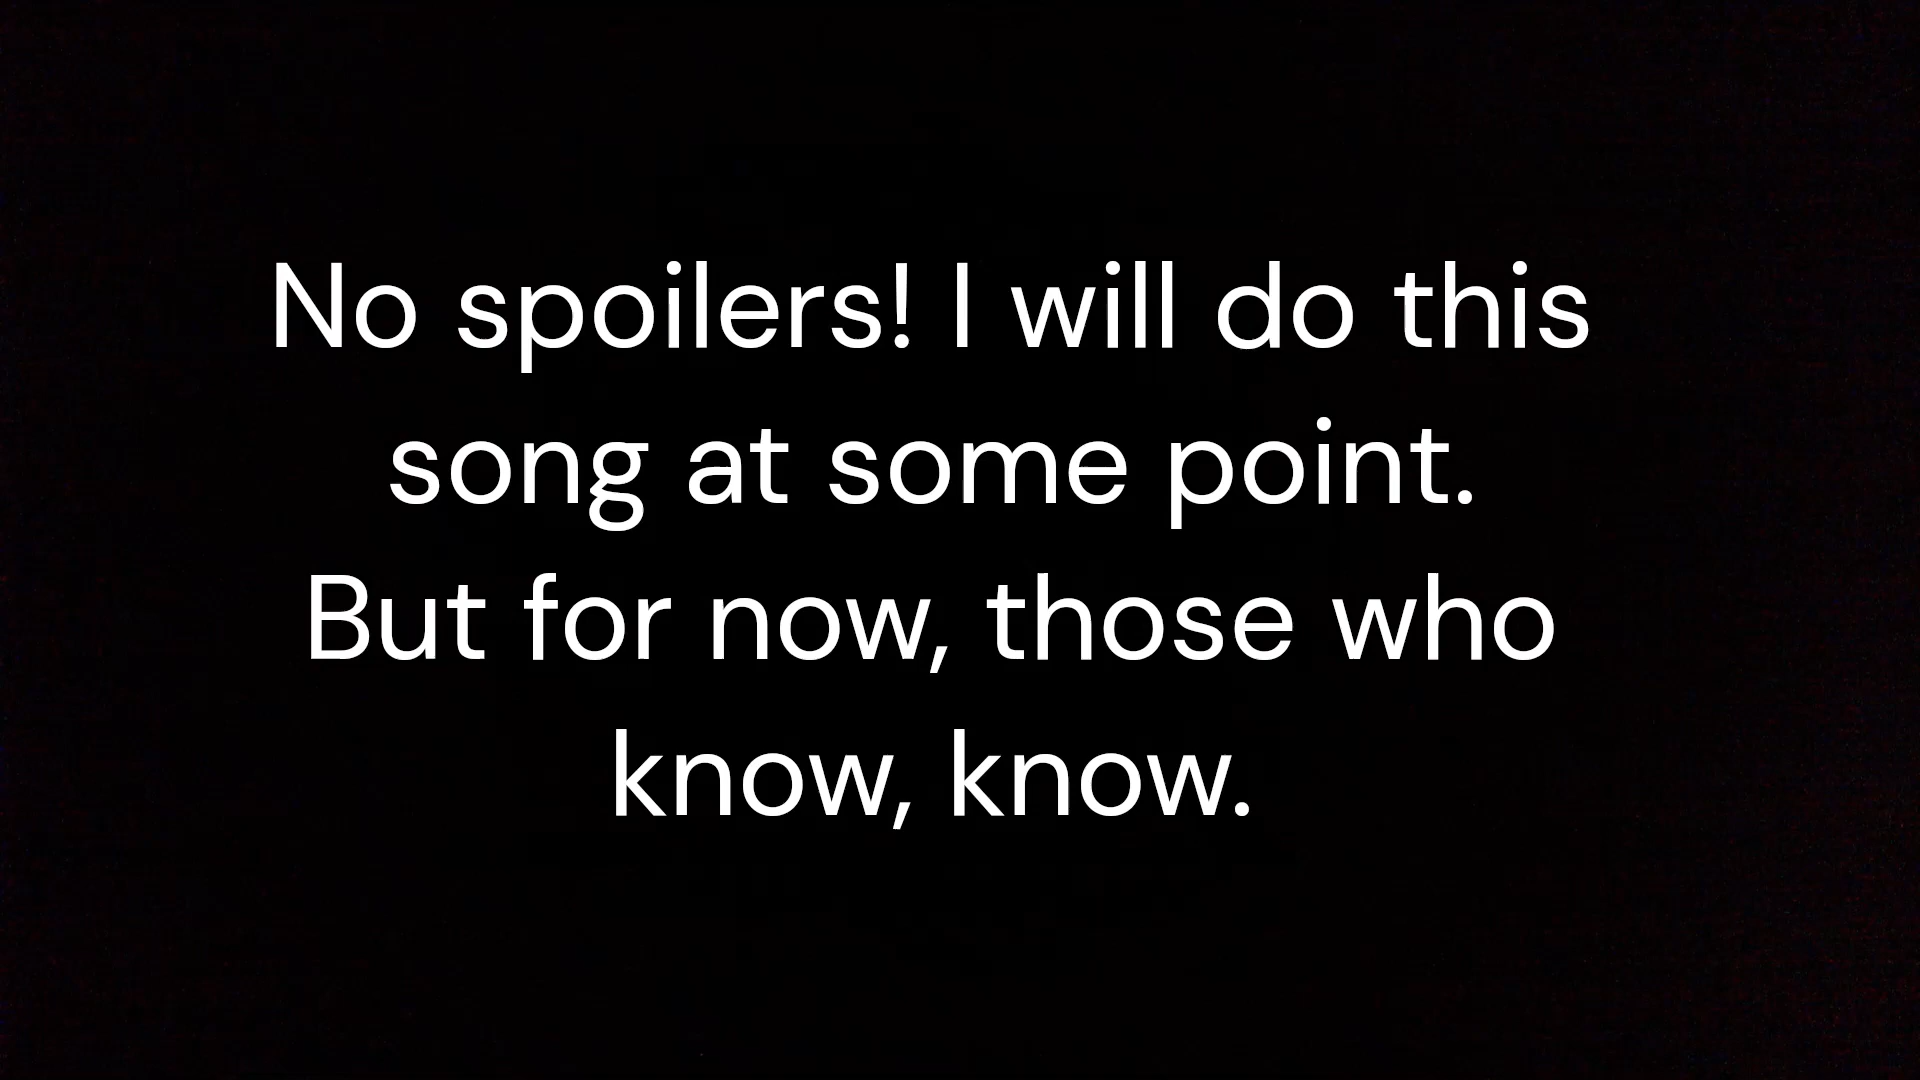 No spoilers! I will do this
song at some point.
But for now, those who
know, know.